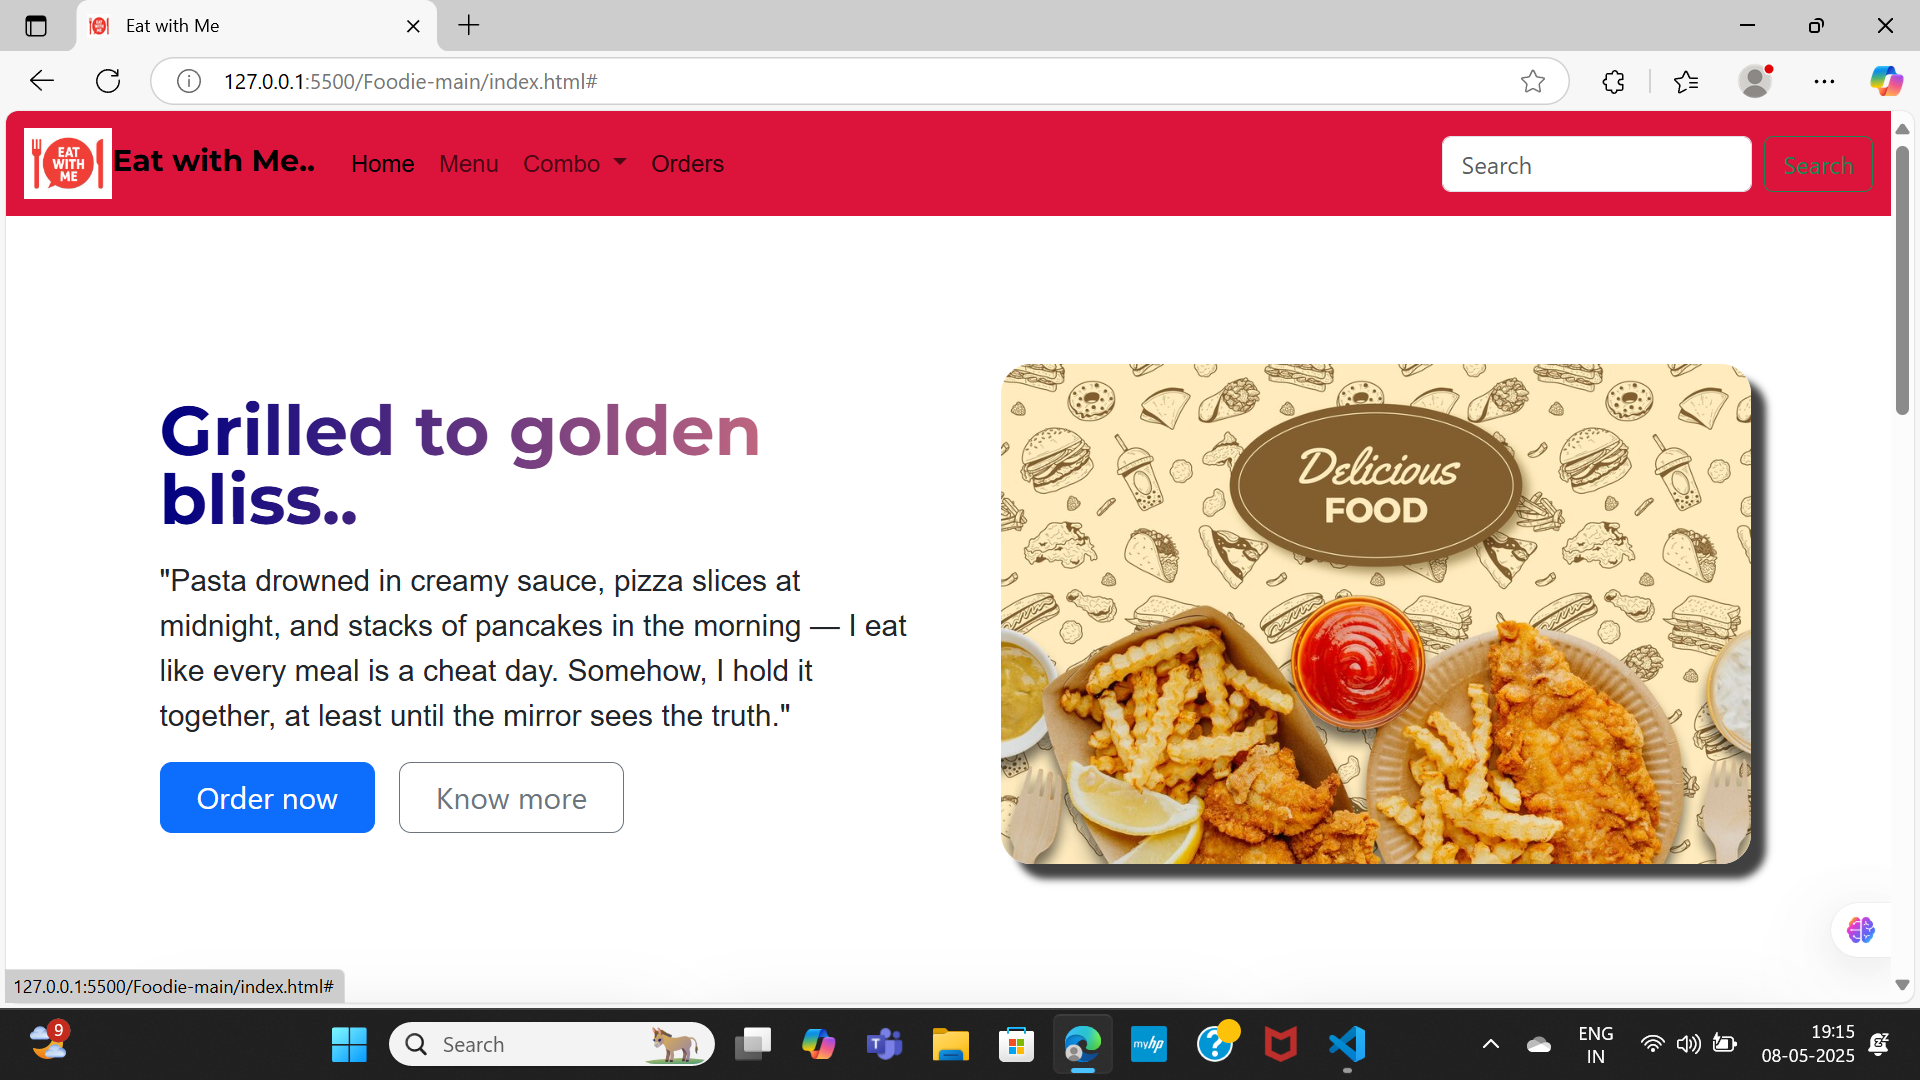 Eat with Me
127.0.0.1:5500/Foodie-main/index.html#
EAT
WITH
ME
Eat with Me..
Home
Menu
Combo
Orders
Search
Search
Grilled to golden
bliss..
"Pasta drowned in creamy sauce, pizza slices at
midnight, and stacks of pancakes in the morning — I eat
like every meal is a cheat day. Somehow, I hold it
together, at least until the mirror sees the truth."
Order now
Know more
Delicious
FOOD
127.0.0.1:5500/Foodie-main/index.html#
9
Search
T
myhp
?
ENG
IN
19:15
08-05-2025